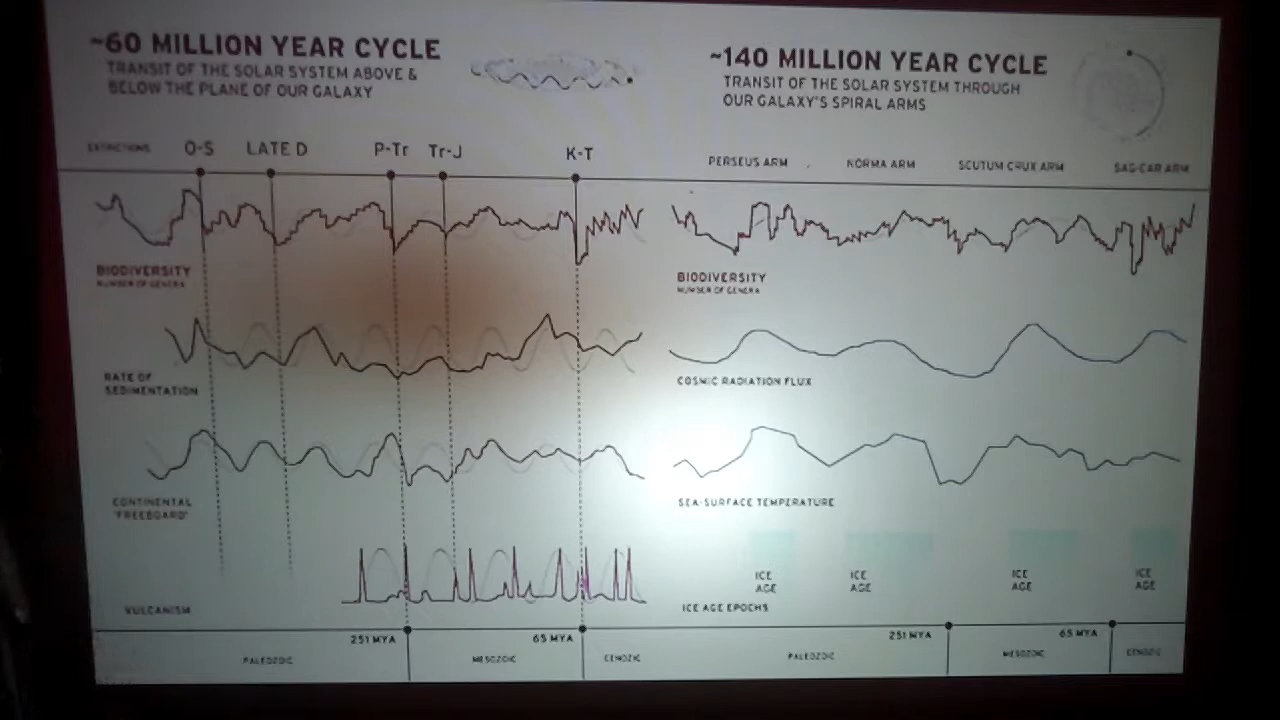 ~60 MILLION YEAR CYCLE
TRANSIT OF THE SOLAR SYSTEM ABOVE &
BELOW THE PLANE OF OUR GALAXY
EXTINCTIONS
O-S
LATE D
P-Tr
Tr-J
K-T
BIODIVERSITY
NUMBER OF GENERA
RATE OF
SEDIMENTATION
CONTINENTAL
"FREEBOARD"
VULCANISM
251 MYA
65 MYA
PALEOZOIC
MESOZOIC
CENOZIC
~140 MILLION YEAR CYCLE
TRANSIT OF THE SOLAR SYSTEM THROUGH
OUR GALAXY'S SPIRAL ARMS
PERSEUS ARM
NORMA ARM
SCUTUM CRUX ARM
SAG-CAR ARM
BIODIVERSITY
NUMBER OF GENERA
COSMIC RADIATION FLUX
SEA-SURFACE TEMPERATURE
ICE
AGE
ICE
AGE
ICE
AGE
ICE
AGE
ICE AGE EPOCHS
251 MYA
65 MYA
PALEOZOIC
MESOZOIC
CENOZIC